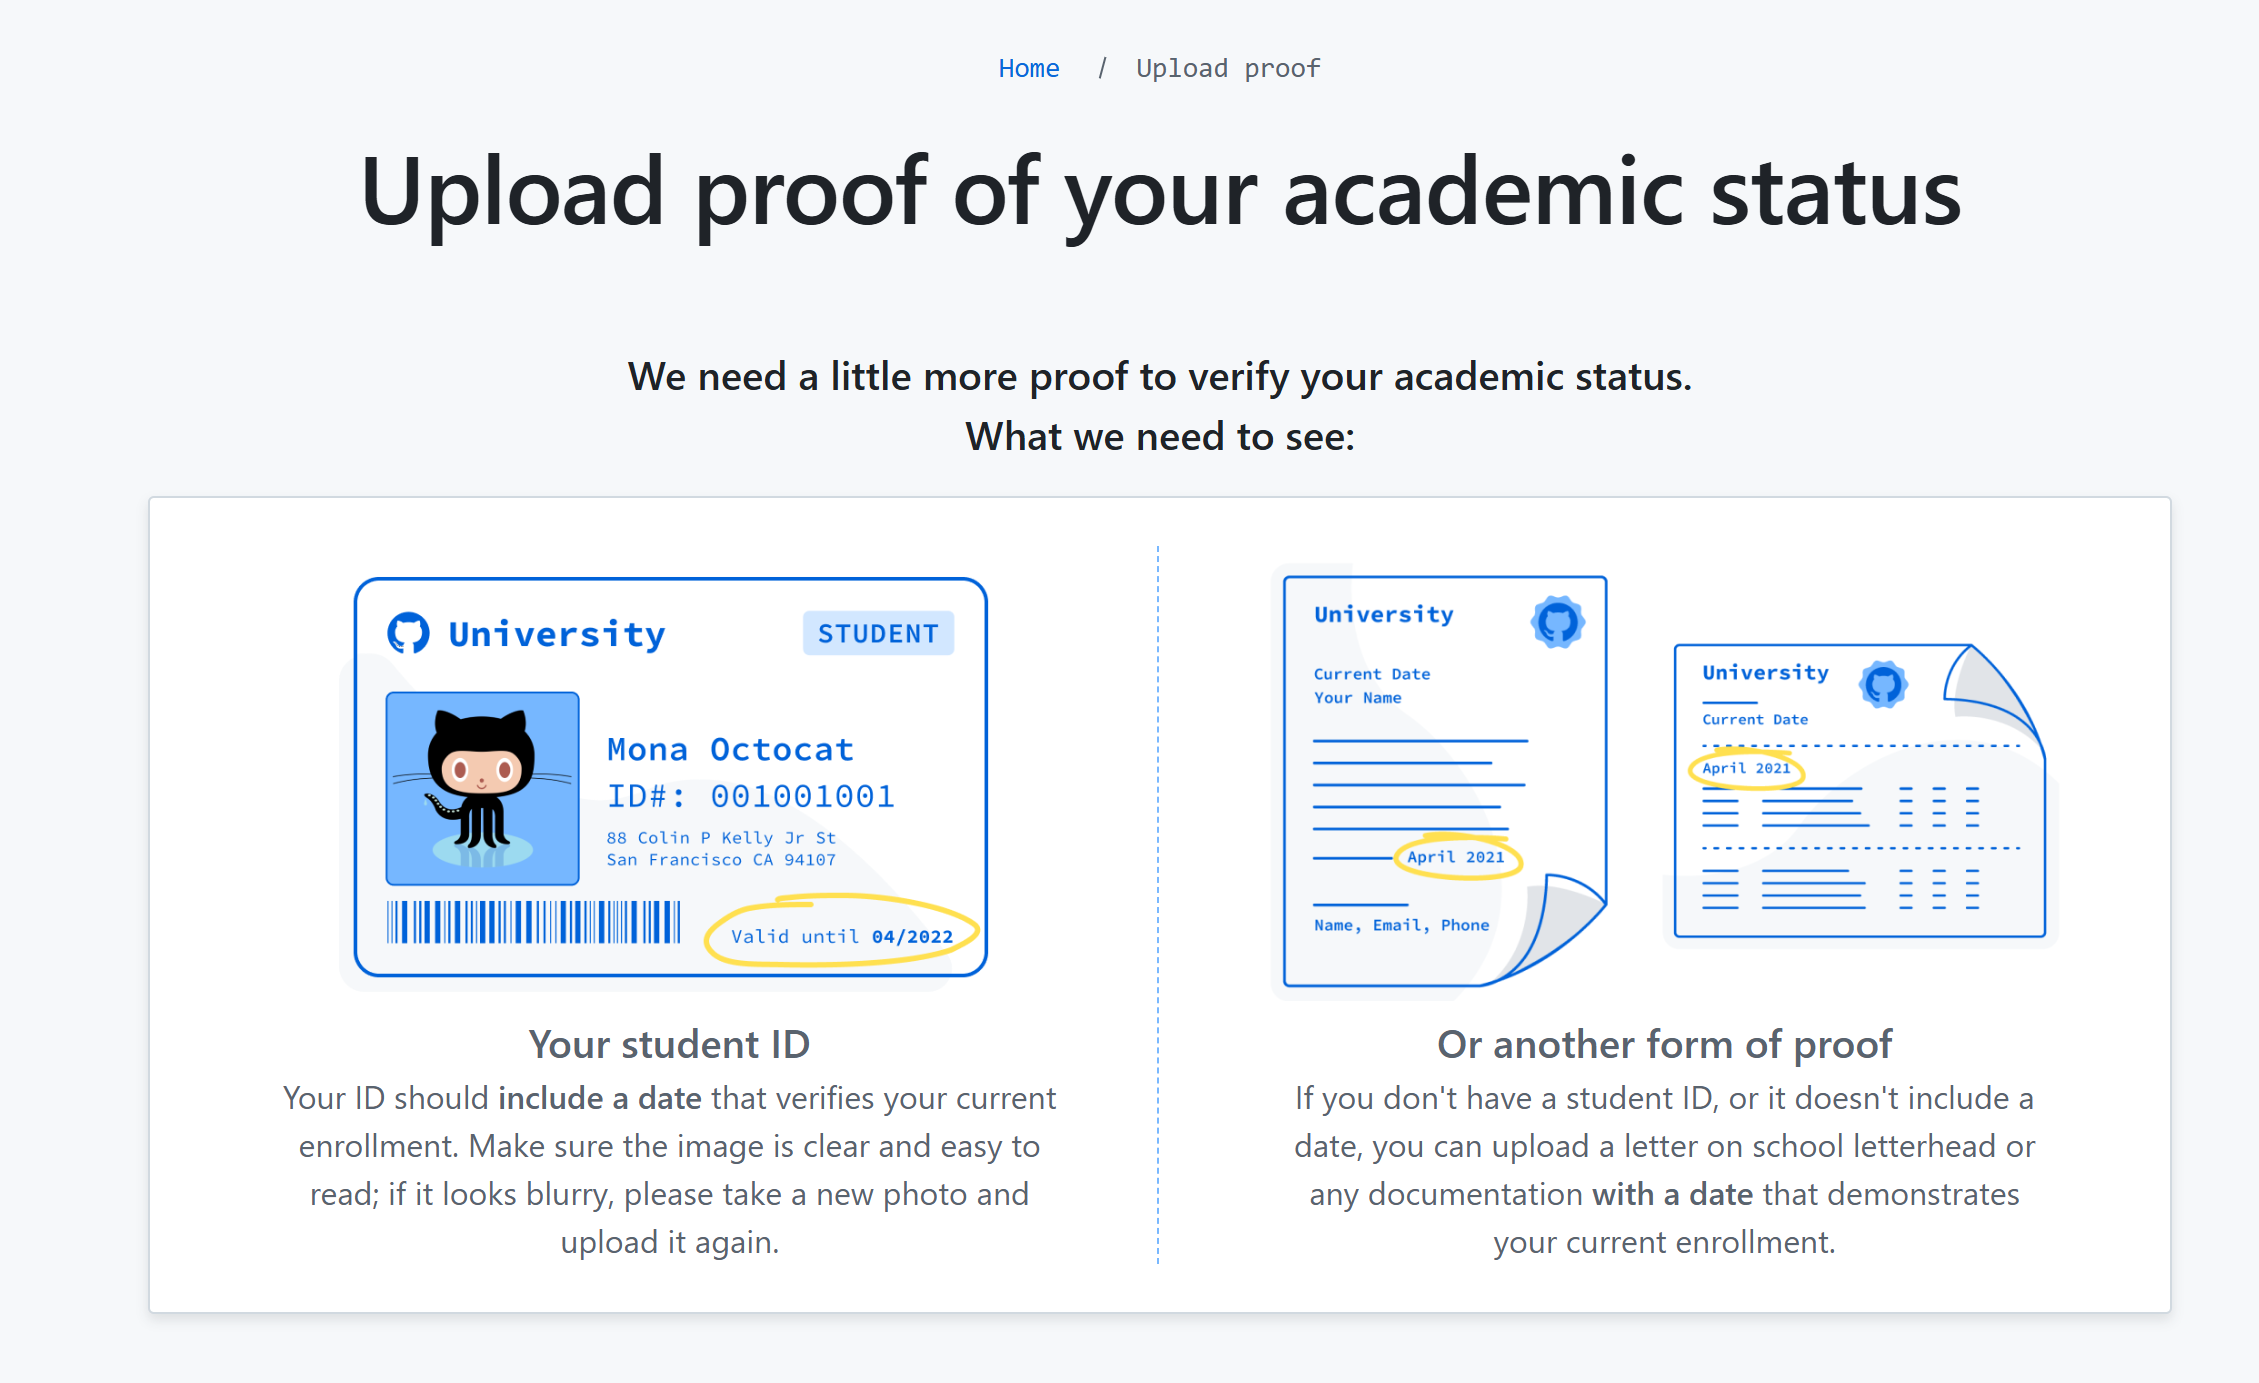 Home / Upload proof
Upload proof of your academic status
We need a little more proof to verify your academic status.
What we need to see:
University
STUDENT
Mona Octocat
ID#: 001001001
88 Colin P Kelly Jr St
San Francisco CA 94107
Valid until 04/2022
Your student ID
Your ID should include a date that verifies your current
enrollment. Make sure the image is clear and easy to
read; if it looks blurry, please take a new photo and
upload it again.
University
Current Date
Your Name
April 2021
Name, Email, Phone
University
Current Date
April 2021
Or another form of proof
If you don't have a student ID, or it doesn't include a
date, you can upload a letter on school letterhead or
any documentation with a date that demonstrates
your current enrollment.